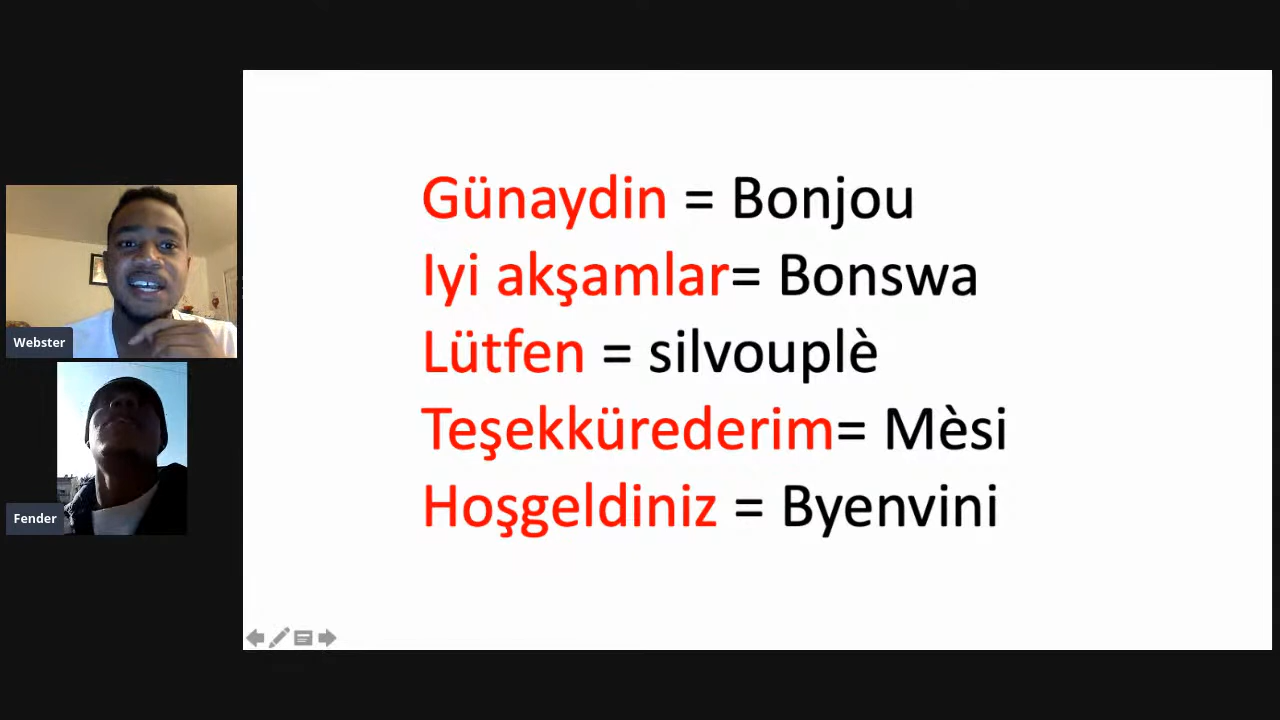 Günaydin = Bonjou
Iyi akşamlar= Bonswa
Lütfen = silvouplè
Teşekkürederim= Mèsi
Hoşgeldiniz = Byenvini
Webster
Fender